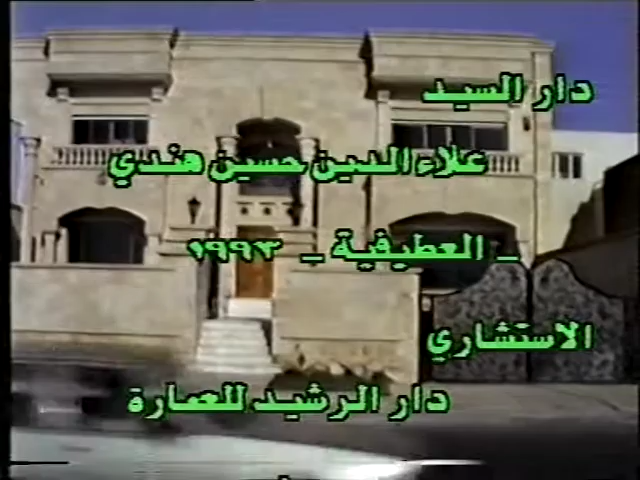 دار السيد
علاء الدين حسين هندي
ـ العطيفية ـ ١٩٩٣
الاستشاري
دار الرشيد للعمارة